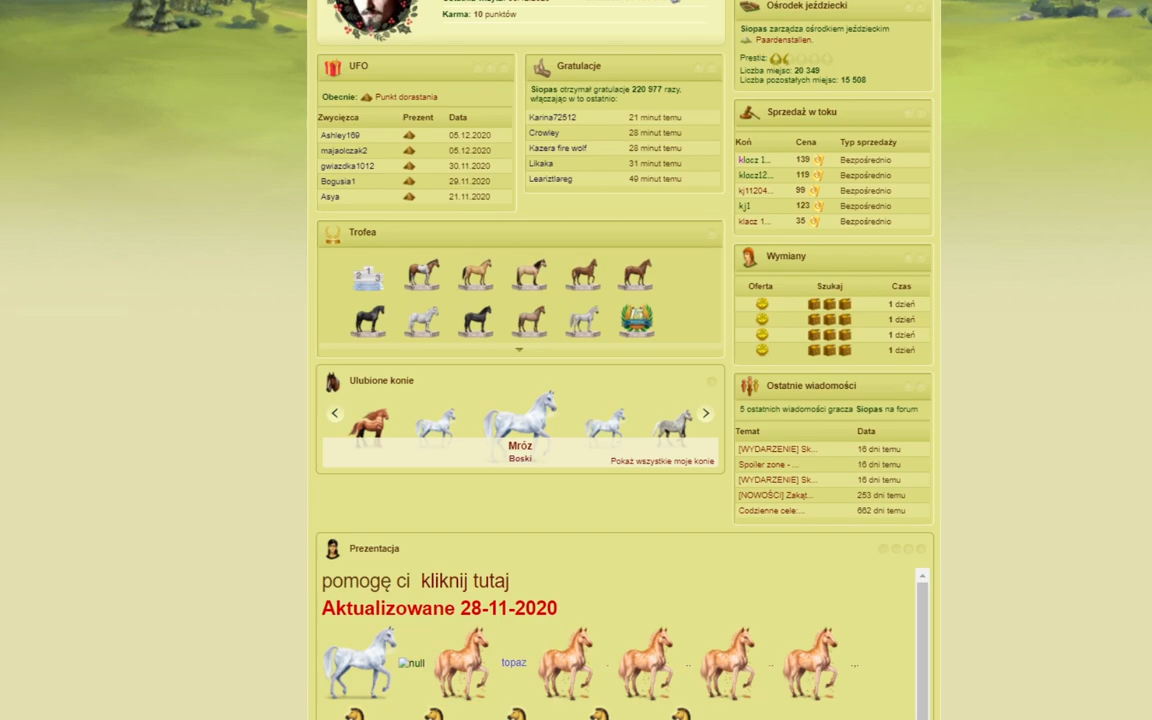 Karma: 10 punktów
UFO
Obecnie: Punkt dorastania
Zwycięzca Prezent Data
Ashley169 05.12.2020
majaolczak2 05.12.2020
gwiazdka1012 30.11.2020
Bogusia1 29.11.2020
Asya 21.11.2020
Gratulacje
Siopas otrzymał gratulacje 220 977 razy,
włączając w to ostatnio:
Karina72512 21 minut temu
Crowley 28 minut temu
Kazera fire wolf 28 minut temu
Likaka 31 minut temu
Leariztlareg 49 minut temu
Trofea
Ulubione konie
Mróz
Boski
Pokaż wszystkie moje konie
Ośrodek jeździecki
Siopas zarządza ośrodkiem jeździeckim
Paardenstallen.
Prestiż:
Liczba miejsc: 20 349
Liczba pozostałych miejsc: 15 508
Sprzedaż w toku
Koń Cena Typ sprzedaży
klacz 1... 139 Bezpośrednio
klacz12... 119 Bezpośrednio
kj11204... 99 Bezpośrednio
kj1 123 Bezpośrednio
klacz 1... 35 Bezpośrednio
Wymiany
Oferta Szukaj Czas
1 dzień
1 dzień
1 dzień
1 dzień
Ostatnie wiadomości
5 ostatnich wiadomości gracza Siopas na forum
Temat Data
[WYDARZENIE] Sk... 16 dni temu
Spoiler zone - ... 16 dni temu
[WYDARZENIE] Sk... 16 dni temu
[NOWOŚCI] Zakąt... 253 dni temu
Codzienne cele:... 662 dni temu
Prezentacja
pomogę ci kliknij tutaj
Aktualizowane 28-11-2020
null topaz . .. .. .,.